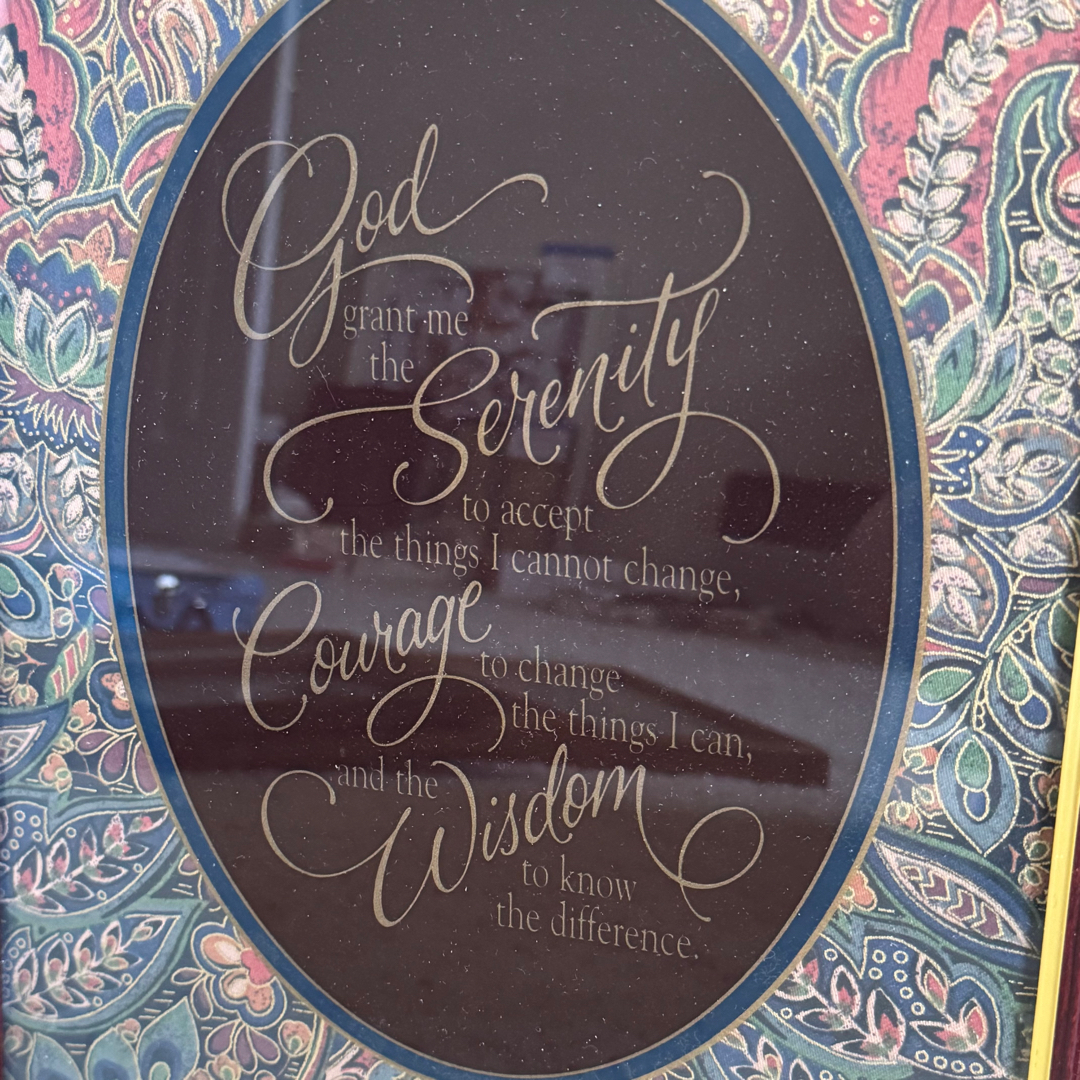 God
grant me
the Serenity
to accept
the things I cannot change,
Courage
to change
the things I can,
and the
Wisdom
to know
the difference.